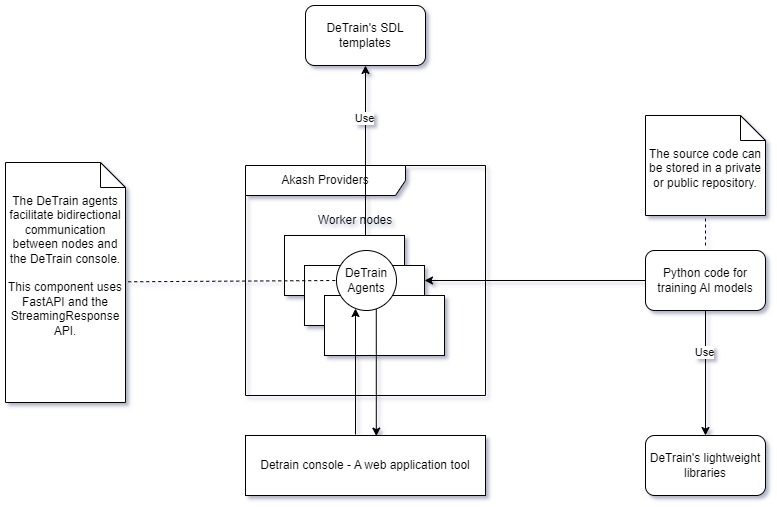 DeTrain's SDL
templates
Use
The source code can
be stored in a private
or public repository.
Akash Providers
The DeTrain agents
facilitate bidirectional
communication
between nodes and
the DeTrain console.
This component uses
FastAPI and the
StreamingResponse
API.
Worker nodes
DeTrain
Agents
Python code for
training AI models
Use
Detrain console - A web application tool
DeTrain's lightweight
libraries